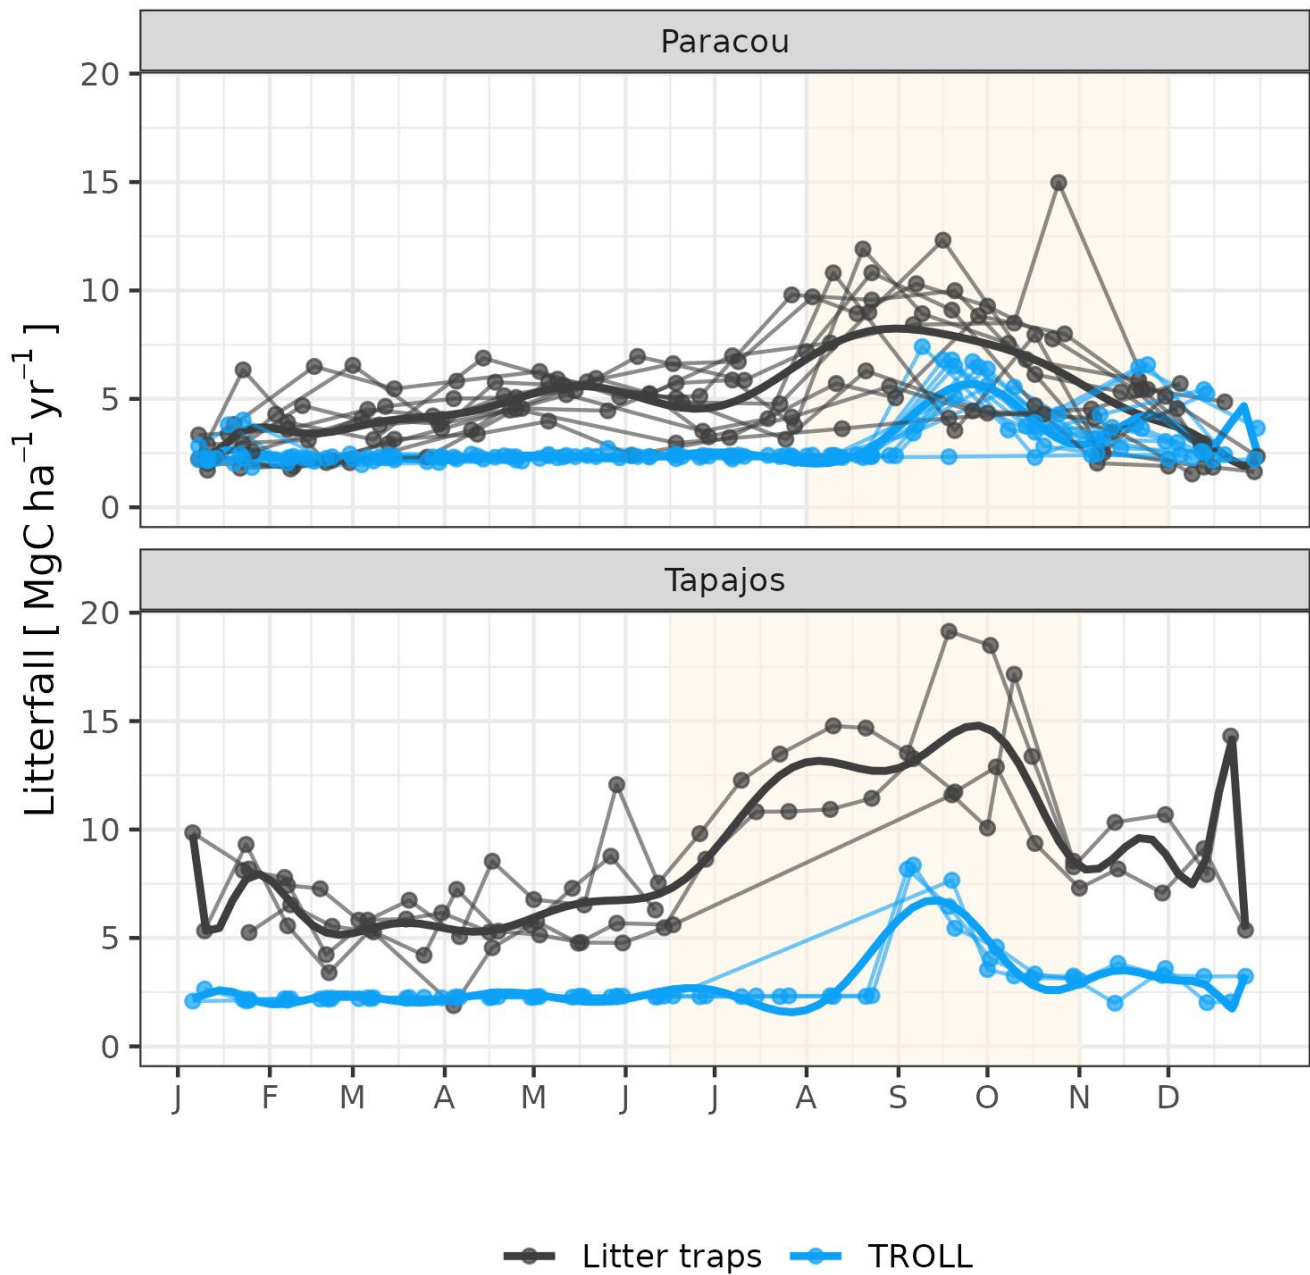 Paracou
20
15
10
5
0
Litterfall [ MgC ha⁻¹ yr⁻¹ ]
Tapajos
20
15
10
5
0
J F M A M J J A S O N D
Litter traps TROLL